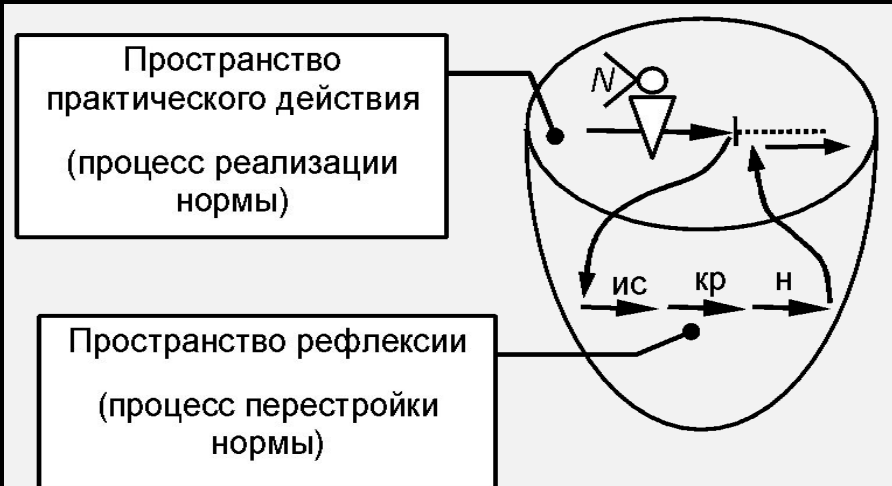 Пространство
практического действия
(процесс реализации
нормы)
N
ис кр н
Пространство рефлексии
(процесс перестройки
нормы)